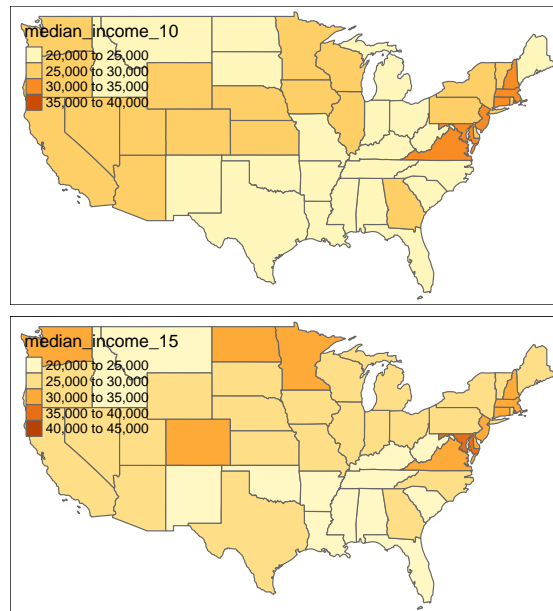 median_income_10
20,000 to 25,000
25,000 to 30,000
30,000 to 35,000
35,000 to 40,000
median_income_15
20,000 to 25,000
25,000 to 30,000
30,000 to 35,000
35,000 to 40,000
40,000 to 45,000